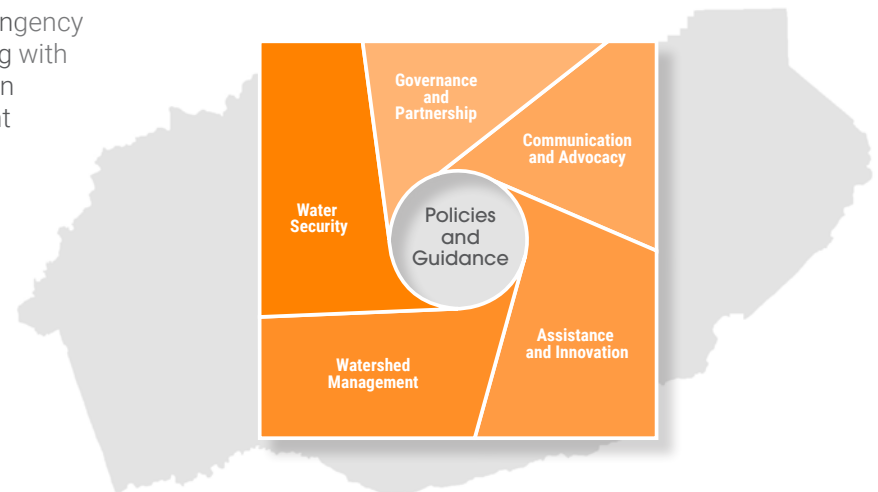 ngency
g with
n
t
Governance
and
Partnership
Communication
and Advocacy
Water
Security
Policies
and
Guidance
Assistance
and Innovation
Watershed
Management